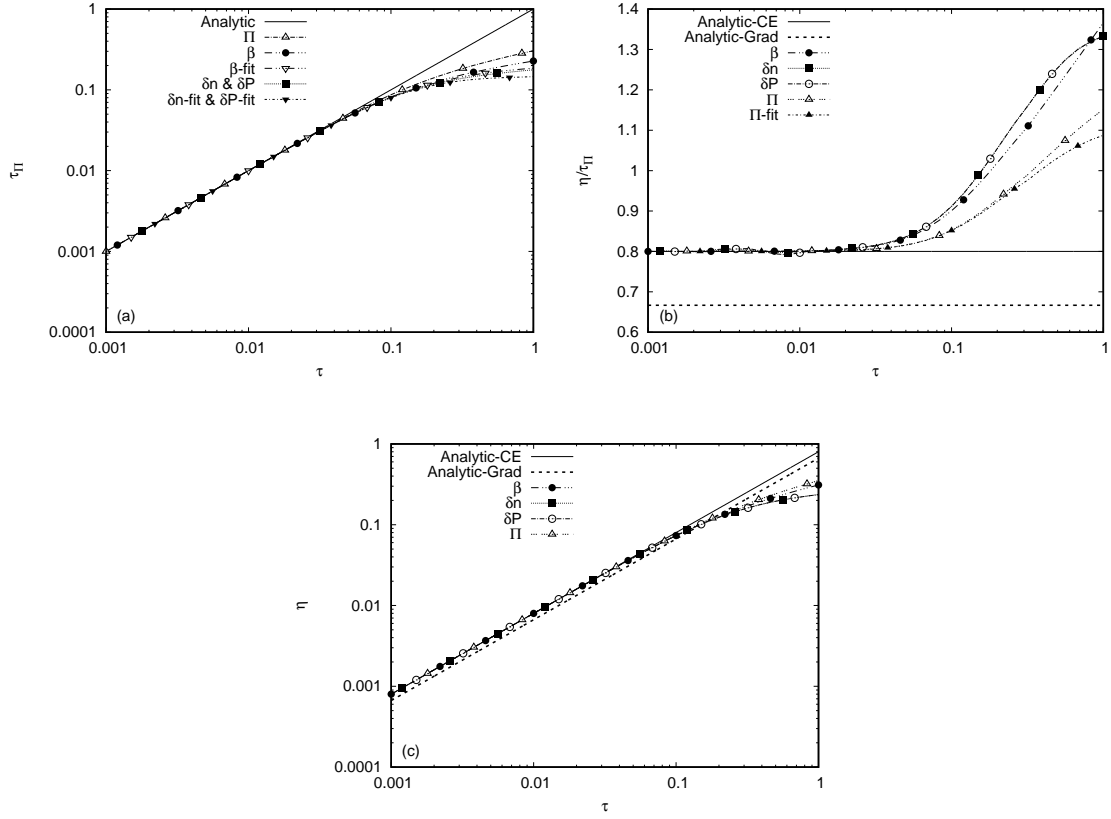 Analytic
Π
β
β-fit
δn & δP
δn-fit & δP-fit
τΠ
1
0.1
0.01
0.001
0.0001
(a)
0.001
0.01
0.1
1
τ
Analytic-CE
Analytic-Grad
β
δn
δP
Π
Π-fit
η/τΠ
1.4
1.3
1.2
1.1
1
0.9
0.8
0.7
0.6
(b)
0.001
0.01
0.1
1
τ
Analytic-CE
Analytic-Grad
β
δn
δP
Π
η
1
0.1
0.01
0.001
0.0001
(c)
0.001
0.01
0.1
1
τ